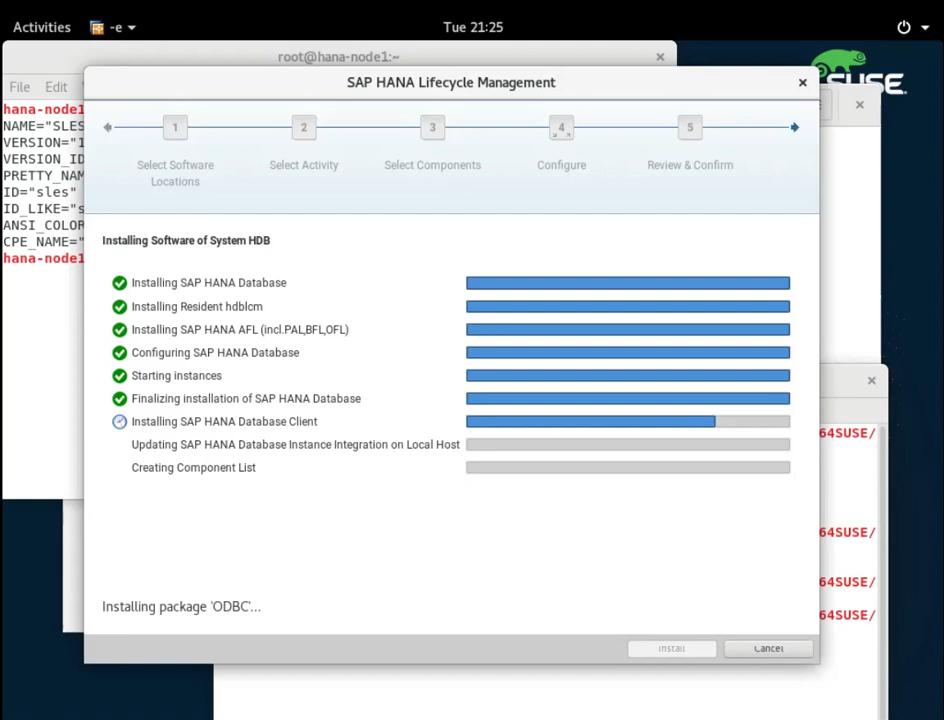 Activities
-e
Tue 21:25
root@hana-node1:~
SUSE
File Edit
SAP HANA Lifecycle Management
hana-node1
NAME="SLES
VERSION="1
VERSION_ID
PRETTY_NAM
ID="sles"
ID_LIKE="s
ANSI_COLOR
CPE_NAME="
hana-node1
1 2 3 4 5
Select Software Locations
Select Activity
Select Components
Configure
Review & Confirm
Installing Software of System HDB
Installing SAP HANA Database
Installing Resident hdblcm
Installing SAP HANA AFL (incl.PAL,BFL,OFL)
Configuring SAP HANA Database
Starting instances
Finalizing installation of SAP HANA Database
Installing SAP HANA Database Client
Updating SAP HANA Database Instance Integration on Local Host
Creating Component List
Installing package 'ODBC'...
Install
Cancel
64SUSE/
64SUSE/
64SUSE/
64SUSE/